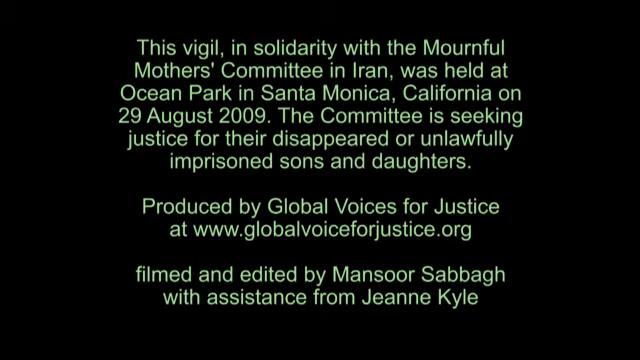 This vigil, in solidarity with the Mournful
Mothers' Committee in Iran, was held at
Ocean Park in Santa Monica, California on
29 August 2009. The Committee is seeking
justice for their disappeared or unlawfully
imprisoned sons and daughters.
Produced by Global Voices for Justice
at www.globalvoiceforjustice.org
filmed and edited by Mansoor Sabbagh
with assistance from Jeanne Kyle